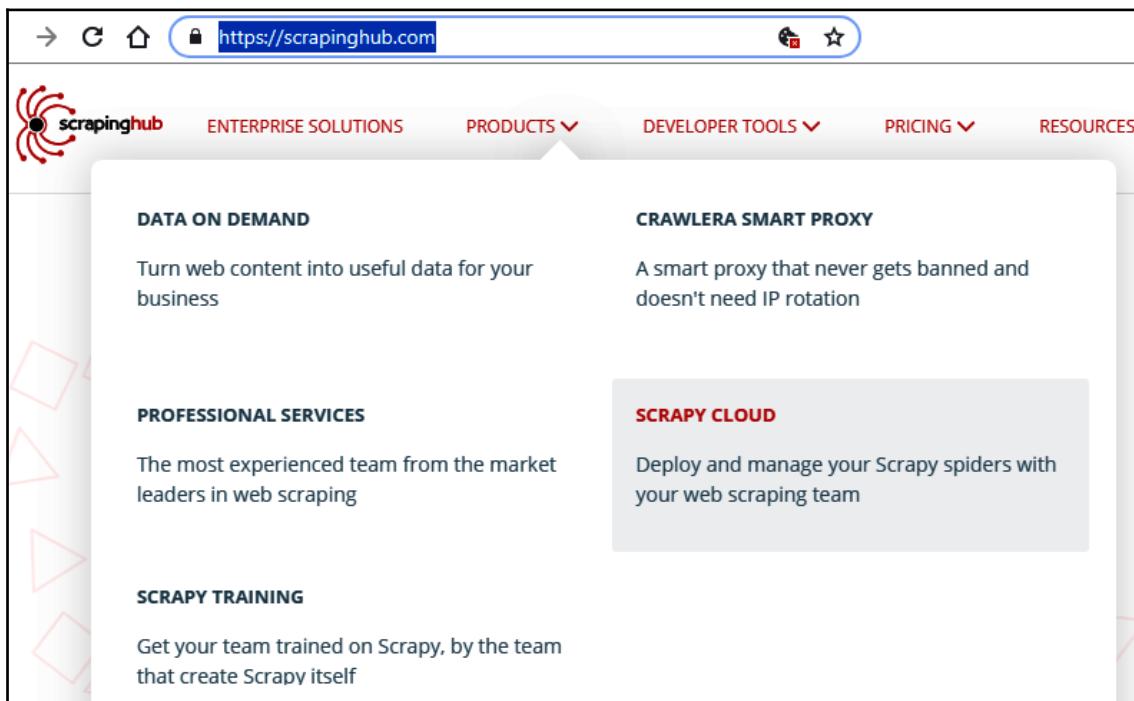 https://scrapinghub.com
scrapinghub
ENTERPRISE SOLUTIONS
PRODUCTS
DEVELOPER TOOLS
PRICING
RESOURCES
DATA ON DEMAND
Turn web content into useful data for your
business
CRAWLERA SMART PROXY
A smart proxy that never gets banned and
doesn't need IP rotation
PROFESSIONAL SERVICES
The most experienced team from the market
leaders in web scraping
SCRAPY CLOUD
Deploy and manage your Scrapy spiders with
your web scraping team
SCRAPY TRAINING
Get your team trained on Scrapy, by the team
that create Scrapy itself